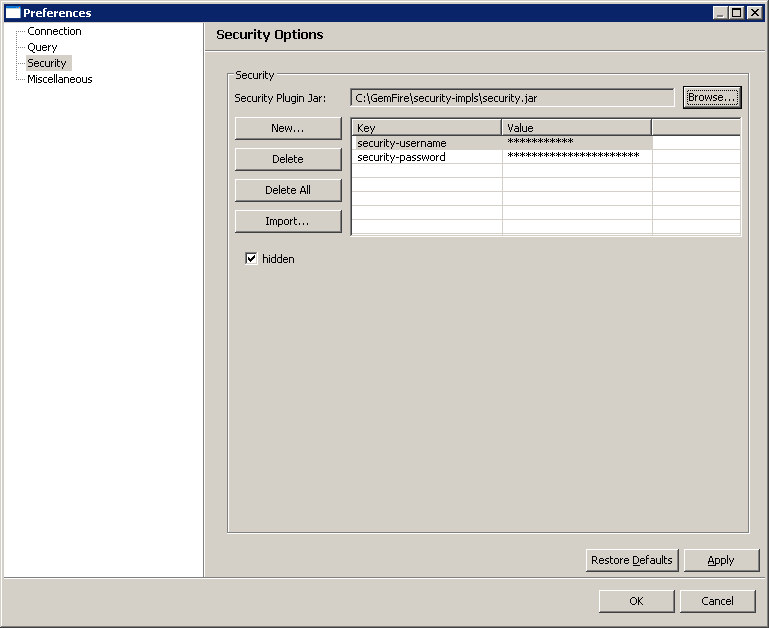 Preferences
Connection
Query
Security
Miscellaneous
Security Options
Security
Security Plugin Jar: C:\GemFire\security-impls\security.jar Browse...
New...
Delete
Delete All
Import...
Key Value
security-username ***********
security-password **********************
hidden
Restore Defaults Apply
OK Cancel